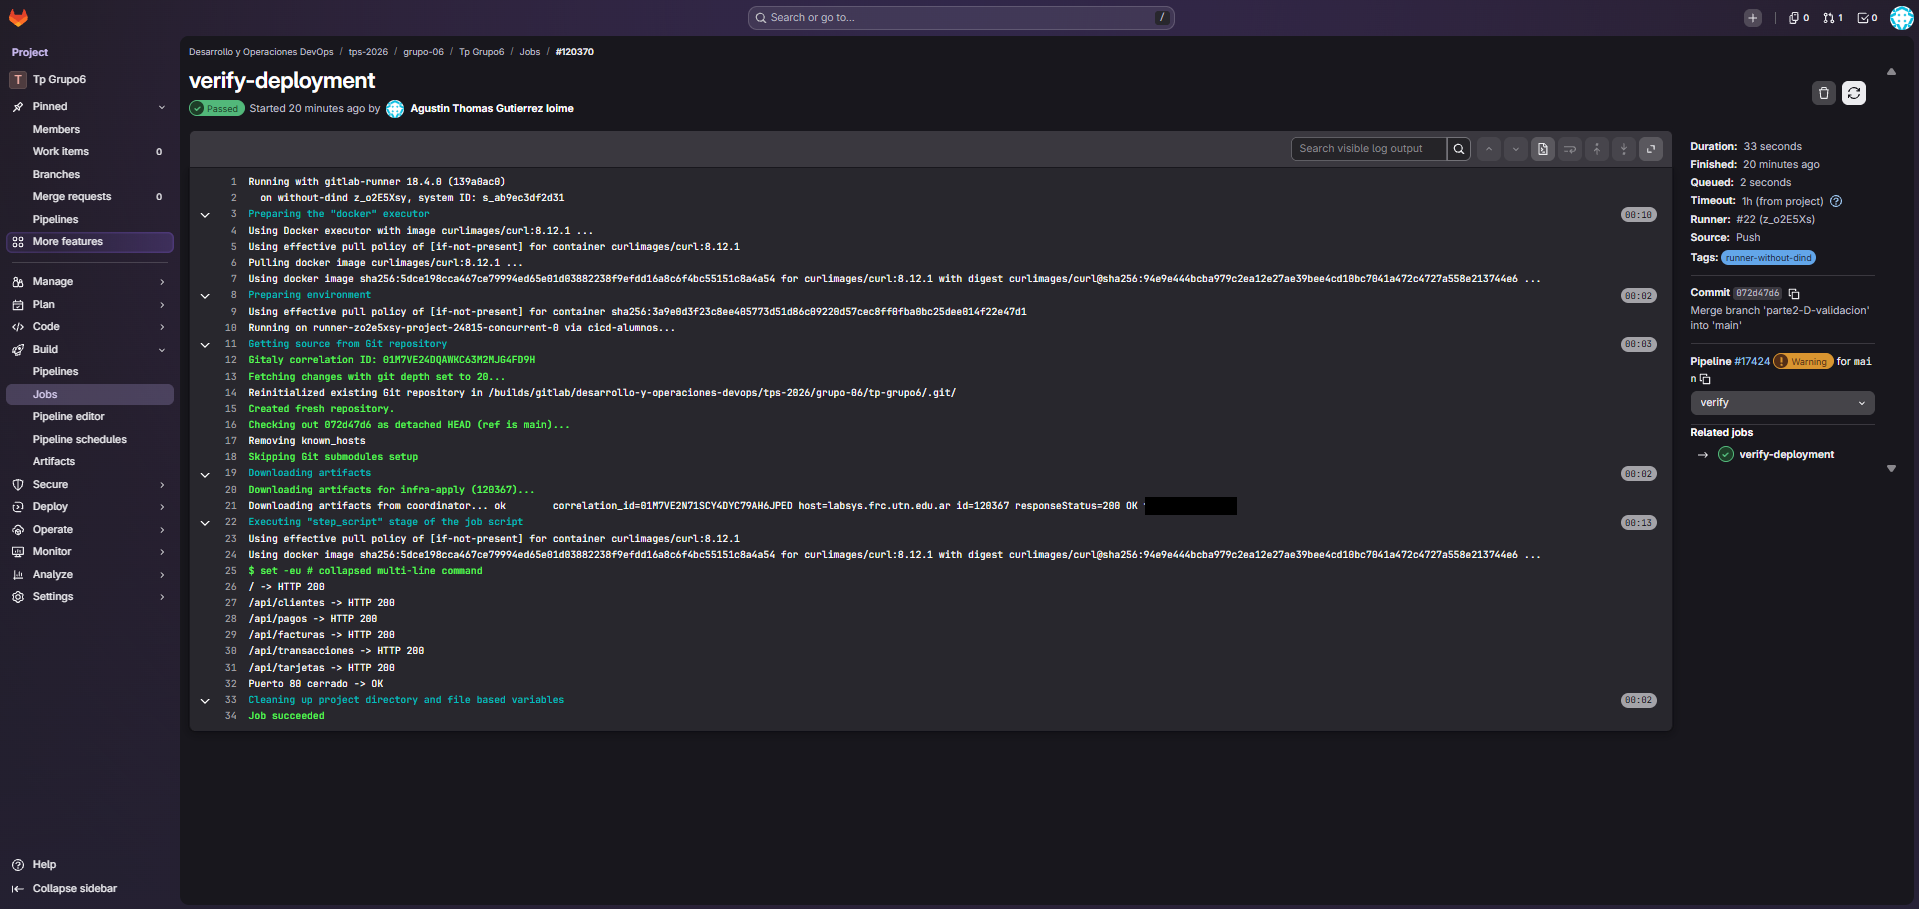 Search or go to...
/
0
1
0
Project
T Tp Grupo6
Pinned
Members
Work items 0
Branches
Merge requests 0
Pipelines
More features
Manage
Plan
Code
Build
Pipelines
Jobs
Pipeline editor
Pipeline schedules
Artifacts
Secure
Deploy
Operate
Monitor
Analyze
Settings
Help
Collapse sidebar
Desarrollo y Operaciones DevOps / tps-2026 / grupo-06 / Tp Grupo6 / Jobs / #120370
verify-deployment
Passed Started 20 minutes ago by Agustin Thomas Gutierrez Ioime
Search visible log output
1 Running with gitlab-runner 18.4.0 (139a0ac0)
2 on without-dind z_o2E5Xsy, system ID: s_ab9ec3df2d31
3 Preparing the "docker" executor 00:10
4 Using Docker executor with image curlimages/curl:8.12.1 ...
5 Using effective pull policy of [if-not-present] for container curlimages/curl:8.12.1
6 Pulling docker image curlimages/curl:8.12.1 ...
7 Using docker image sha256:5dce198cca467ce79994ed65e01d03882238f9efdd16a8c6f4bc55151c8a4a54 for curlimages/curl:8.12.1 with digest curlimages/curl@sha256:94e9e444bcba979c2ea12e27ae39bee4cd10bc7041a472c4727a558e213744e6 ...
8 Preparing environment 00:02
9 Using effective pull policy of [if-not-present] for container sha256:3a9e0d3f23c8ee405773d51d86c09220d57cec8ff0fba0bc25dee014f22e47d1
10 Running on runner-zo2e5xsy-project-24815-concurrent-0 via cicd-alumnos...
11 Getting source from Git repository 00:03
12 Gitaly correlation ID: 01M7VE24DQAWKC63M2MJG4FD9H
13 Fetching changes with git depth set to 20...
14 Reinitialized existing Git repository in /builds/gitlab/desarrollo-y-operaciones-devops/tps-2026/grupo-06/tp-grupo6/.git/
15 Created fresh repository.
16 Checking out 072d47d6 as detached HEAD (ref is main)...
17 Removing known_hosts
18 Skipping Git submodules setup
19 Downloading artifacts 00:02
20 Downloading artifacts for infra-apply (120367)...
21 Downloading artifacts from coordinator... ok correlation_id=01M7VE2N71SCY4DYC79AH6JPED host=labsys.frc.utn.edu.ar id=120367 responseStatus=200 OK
22 Executing "step_script" stage of the job script 00:13
23 Using effective pull policy of [if-not-present] for container curlimages/curl:8.12.1
24 Using docker image sha256:5dce198cca467ce79994ed65e01d03882238f9efdd16a8c6f4bc55151c8a4a54 for curlimages/curl:8.12.1 with digest curlimages/curl@sha256:94e9e444bcba979c2ea12e27ae39bee4cd10bc7041a472c4727a558e213744e6 ...
25 $ set -eu # collapsed multi-line command
26 / -> HTTP 200
27 /api/clientes -> HTTP 200
28 /api/pagos -> HTTP 200
29 /api/facturas -> HTTP 200
30 /api/transacciones -> HTTP 200
31 /api/tarjetas -> HTTP 200
32 Puerto 80 cerrado -> OK
33 Cleaning up project directory and file based variables 00:02
34 Job succeeded
Duration: 33 seconds
Finished: 20 minutes ago
Queued: 2 seconds
Timeout: 1h (from project)
Runner: #22 (z_o2E5Xs)
Source: Push
Tags: runner-without-dind
Commit 072d47d6
Merge branch 'parte2-D-validacion'
into 'main'
Pipeline #17424 Warning for mai
n
verify
Related jobs
→ verify-deployment